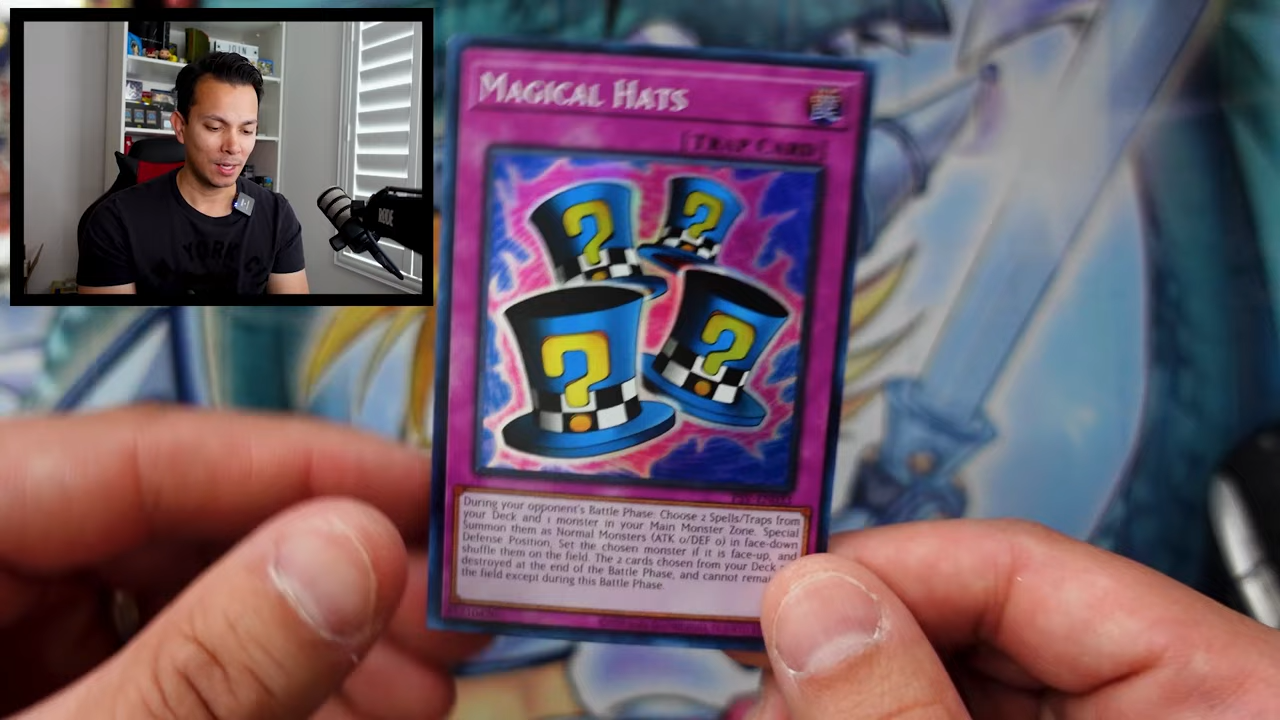 JOIN
YORK
RODE
MAGICAL HATS
[TRAP CARD]
? ?
? ?
During your opponent's Battle Phase: Choose 2 Spells/Traps from
your Deck and 1 monster in your Main Monster Zone. Special
Summon them as Normal Monsters (ATK 0/DEF 0) in face-down
Defense Position, Set the chosen monster if it is face-up, and
shuffle them on the field. The 2 cards chosen from your Deck
destroyed at the end of the Battle Phase, and cannot
the field except during this Battle Phase.